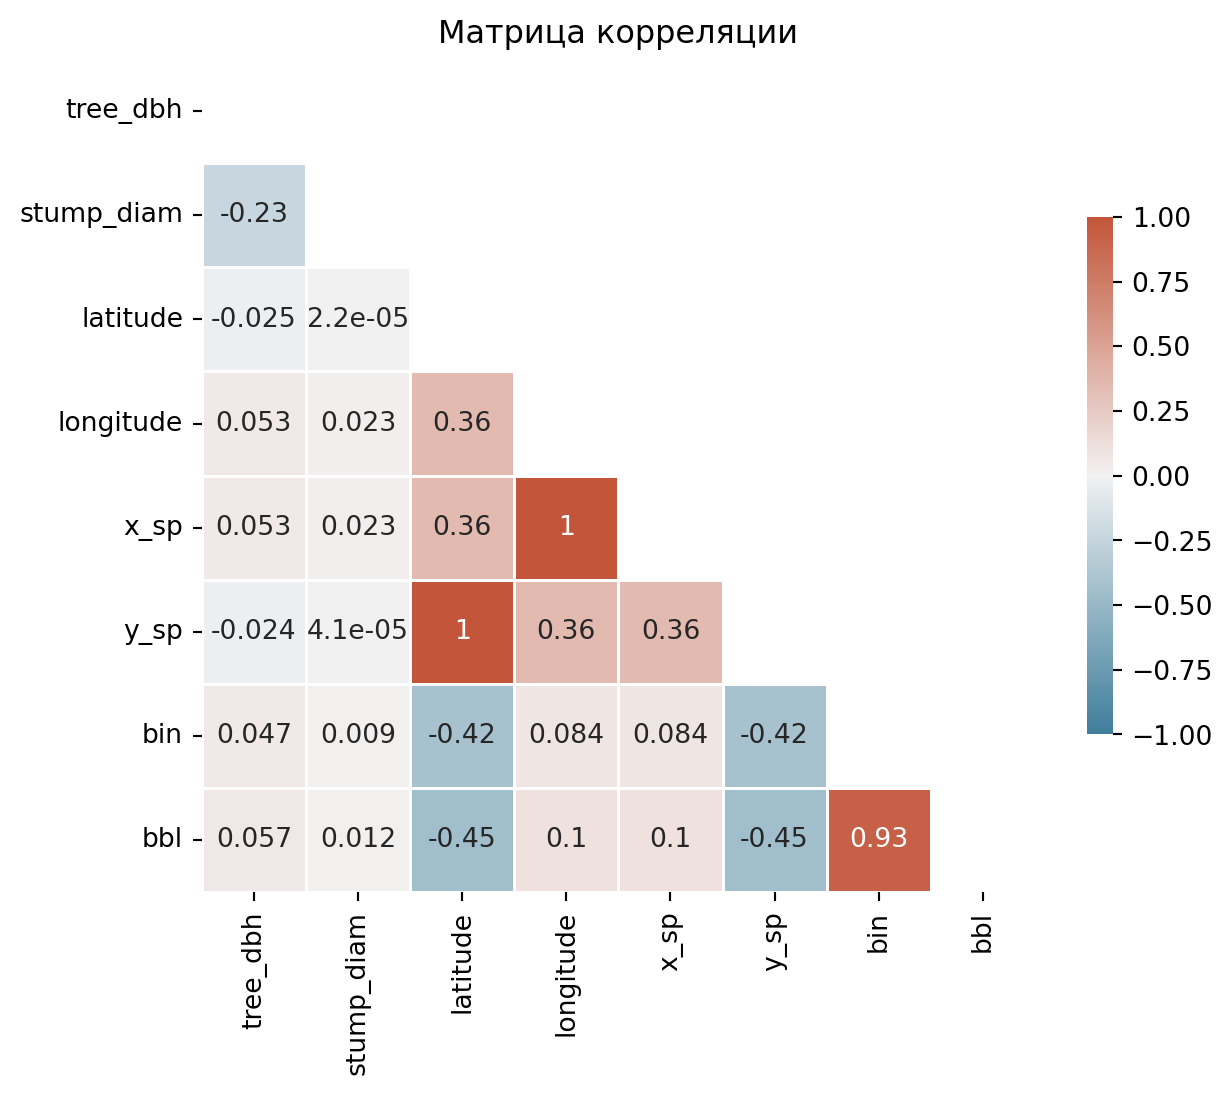 Матрица корреляции
tree_dbh
stump_diam -0.23
latitude -0.025 2.2e-05
longitude 0.053 0.023 0.36
x_sp 0.053 0.023 0.36 1
y_sp -0.024 4.1e-05 1 0.36 0.36
bin 0.047 0.009 -0.42 0.084 0.084 -0.42
bbl 0.057 0.012 -0.45 0.1 0.1 -0.45 0.93
tree_dbh stump_diam latitude longitude x_sp y_sp bin bbl
1.00
0.75
0.50
0.25
0.00
−0.25
−0.50
−0.75
−1.00